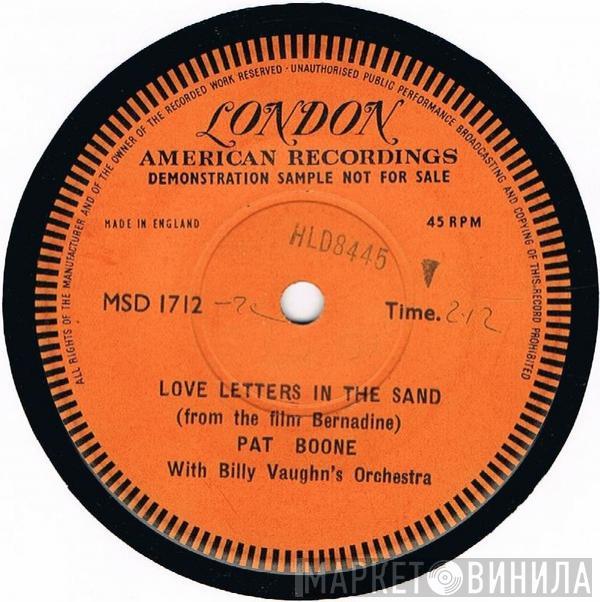 ALL RIGHTS OF THE MANUFACTURER AND OF THE OWNER OF THE RECORDED WORK RESERVED · UNAUTHORISED PUBLIC PERFORMANCE BROADCASTING AND COPYING OF THIS RECORD PROHIBITED
LONDON
AMERICAN RECORDINGS
DEMONSTRATION SAMPLE NOT FOR SALE
MADE IN ENGLAND
45 RPM
HLD8445
MSD 1712
Time. 2.12
LOVE LETTERS IN THE SAND
(from the film Bernadine)
PAT BOONE
With Billy Vaughn's Orchestra
МАРКЕТ ВИНИЛА